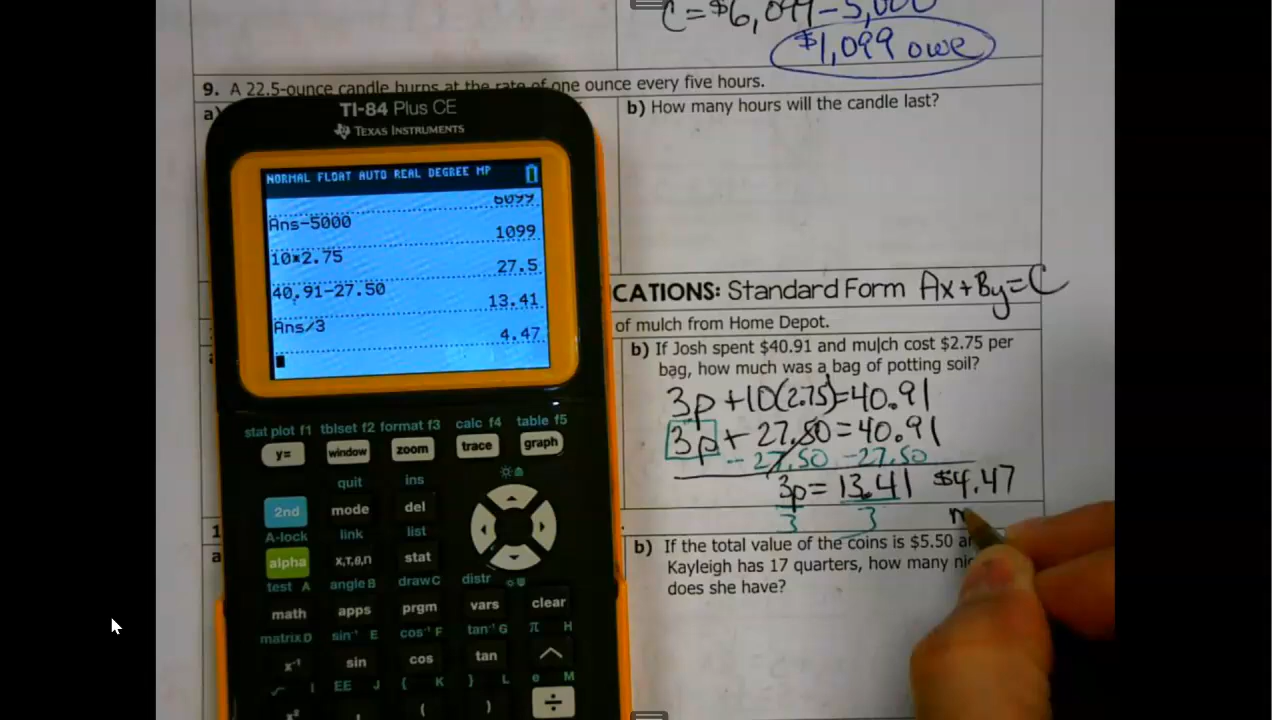 C = $6,099 - 5,000
$1,099 owe
9. A 22.5-ounce candle burns at the rate of one ounce every five hours.
a)
b) How many hours will the candle last?
TI-84 Plus CE
TEXAS INSTRUMENTS
NORMAL FLOAT AUTO REAL DEGREE MP
6099
Ans-5000
1099
10*2.75
27.5
40.91-27.50
13.41
Ans/3
4.47
CATIONS: Standard Form Ax+By=C
of mulch from Home Depot.
b) If Josh spent $40.91 and mulch cost $2.75 per
bag, how much was a bag of potting soil?
3p + 10(2.75) = 40.91
3p + 27.50 = 40.91
- 27.50 - 27.50
3p = 13.41 $4.47
3 3
b) If the total value of the coins is $5.50
Kayleigh has 17 quarters, how many
does she have?
stat plot f1 tblset f2 format f3 calc f4 table f5
y= window zoom trace graph
quit ins
2nd mode del
A-lock link list
alpha X,T,θ,n stat
test A angle B draw C distr
math apps prgm vars clear
matrix D sin⁻¹ E cos⁻¹ F tan⁻¹ G π H
x⁻¹ sin cos tan ^
√ I EE J { K } L e M
x² , ( ) ÷